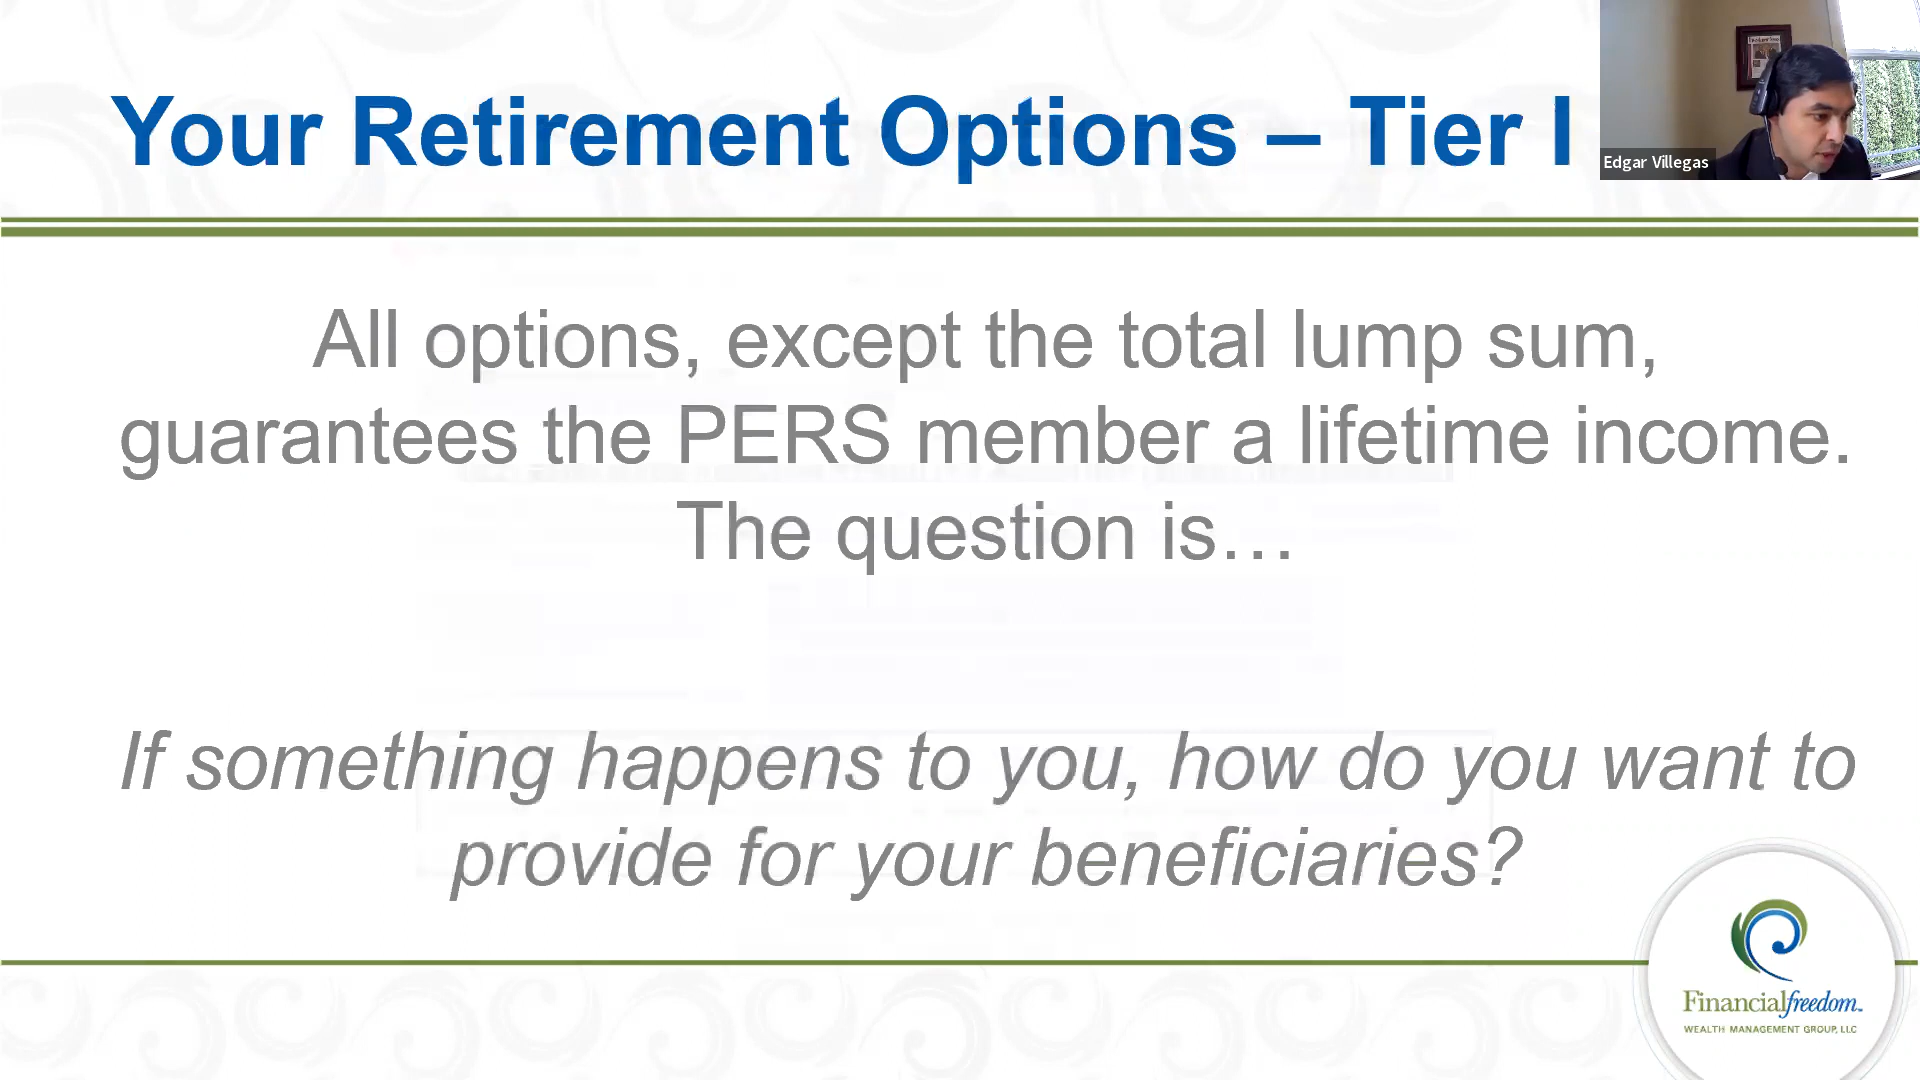 Your Retirement Options – Tier I
Edgar Villegas
All options, except the total lump sum,
guarantees the PERS member a lifetime income.
The question is…
If something happens to you, how do you want to
provide for your beneficiaries?
Financialfreedom
WEALTH MANAGEMENT GROUP, LLC